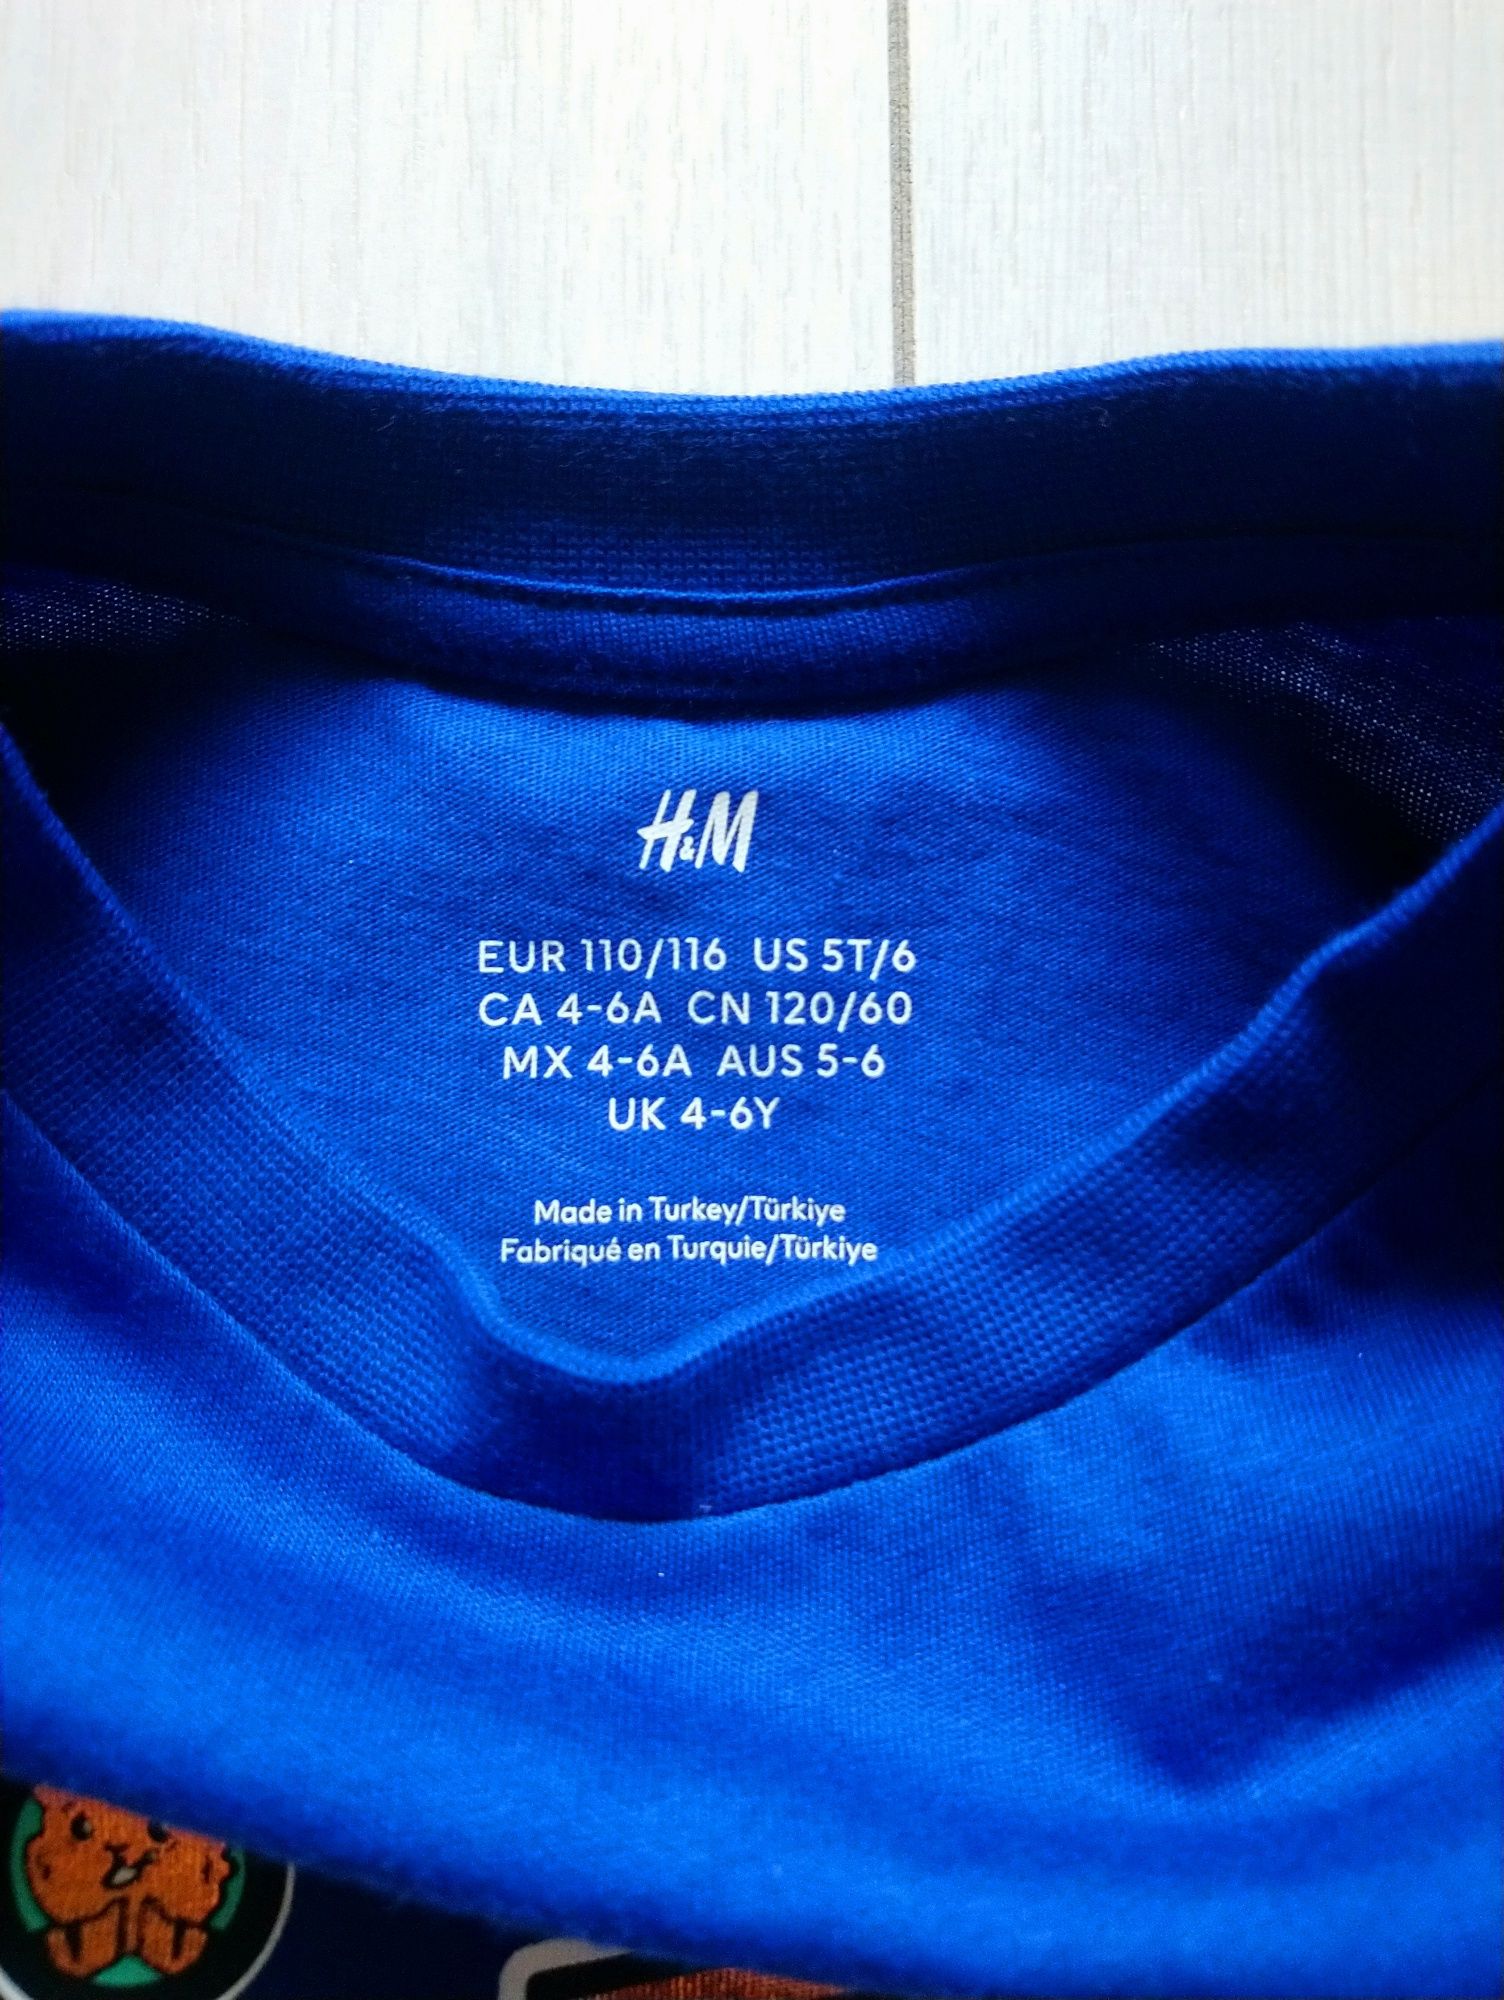 H&M
EUR 110/116 US 5T/6
CA 4-6A CN 120/60
MX 4-6A AUS 5-6
UK 4-6Y
Made in Turkey/Türkiye
Fabriqué en Turquie/Türkiye